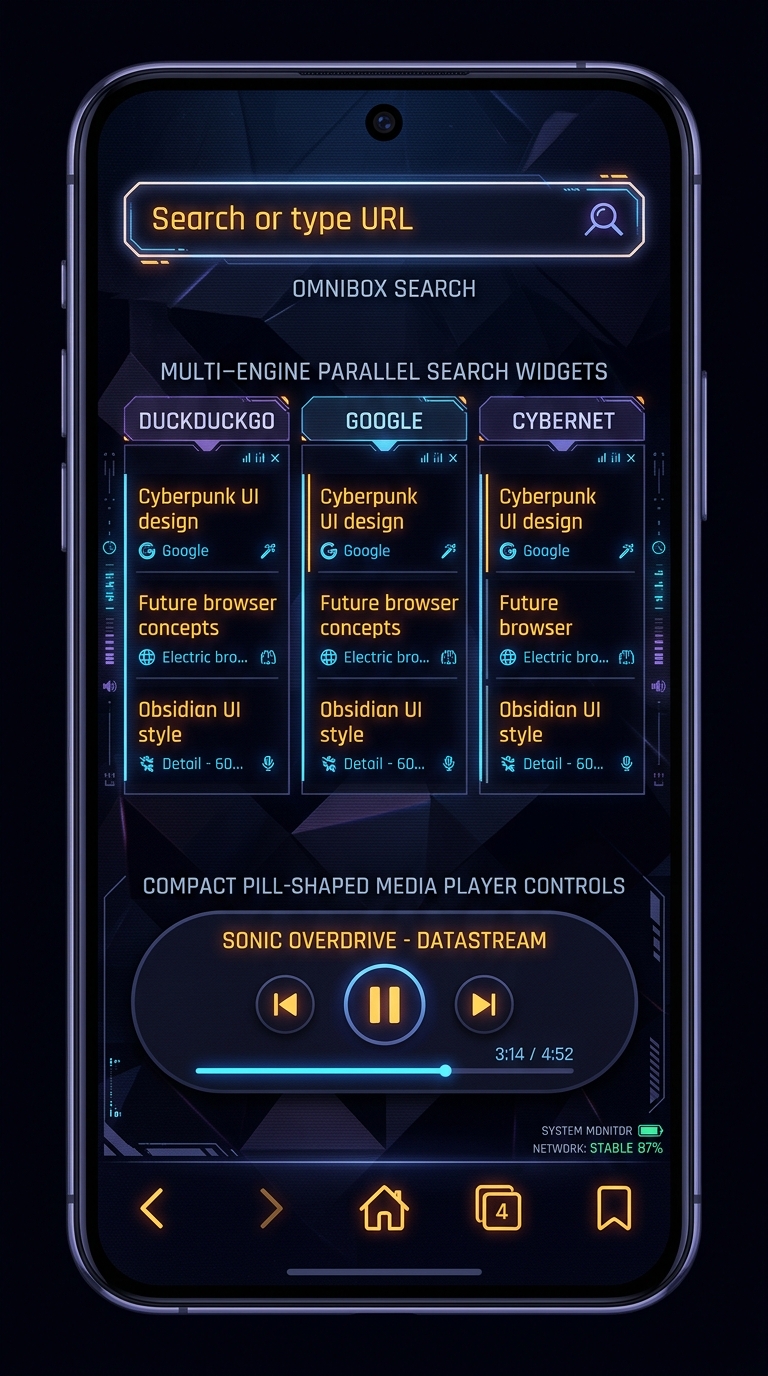 Search or type URL
OMNIBOX SEARCH
MULTI-ENGINE PARALLEL SEARCH WIDGETS
DUCKDUCKGO
Cyberpunk UI
design
Google
Future browser
concepts
Electric bro...
Obsidian UI
style
Detail - 60...
GOOGLE
Cyberpunk
UI design
Google
Future browser
concepts
Electric bro...
Obsidian UI
style
Detail - 60...
CYBERNET
Cyberpunk
UI design
Google
Future
browser
Electric bro...
Obsidian UI
style
Detail - 60...
COMPACT PILL-SHAPED MEDIA PLAYER CONTROLS
SONIC OVERDRIVE - DATASTREAM
3:14 / 4:52
SYSTEM MONITOR
NETWORK: STABLE 87%
4